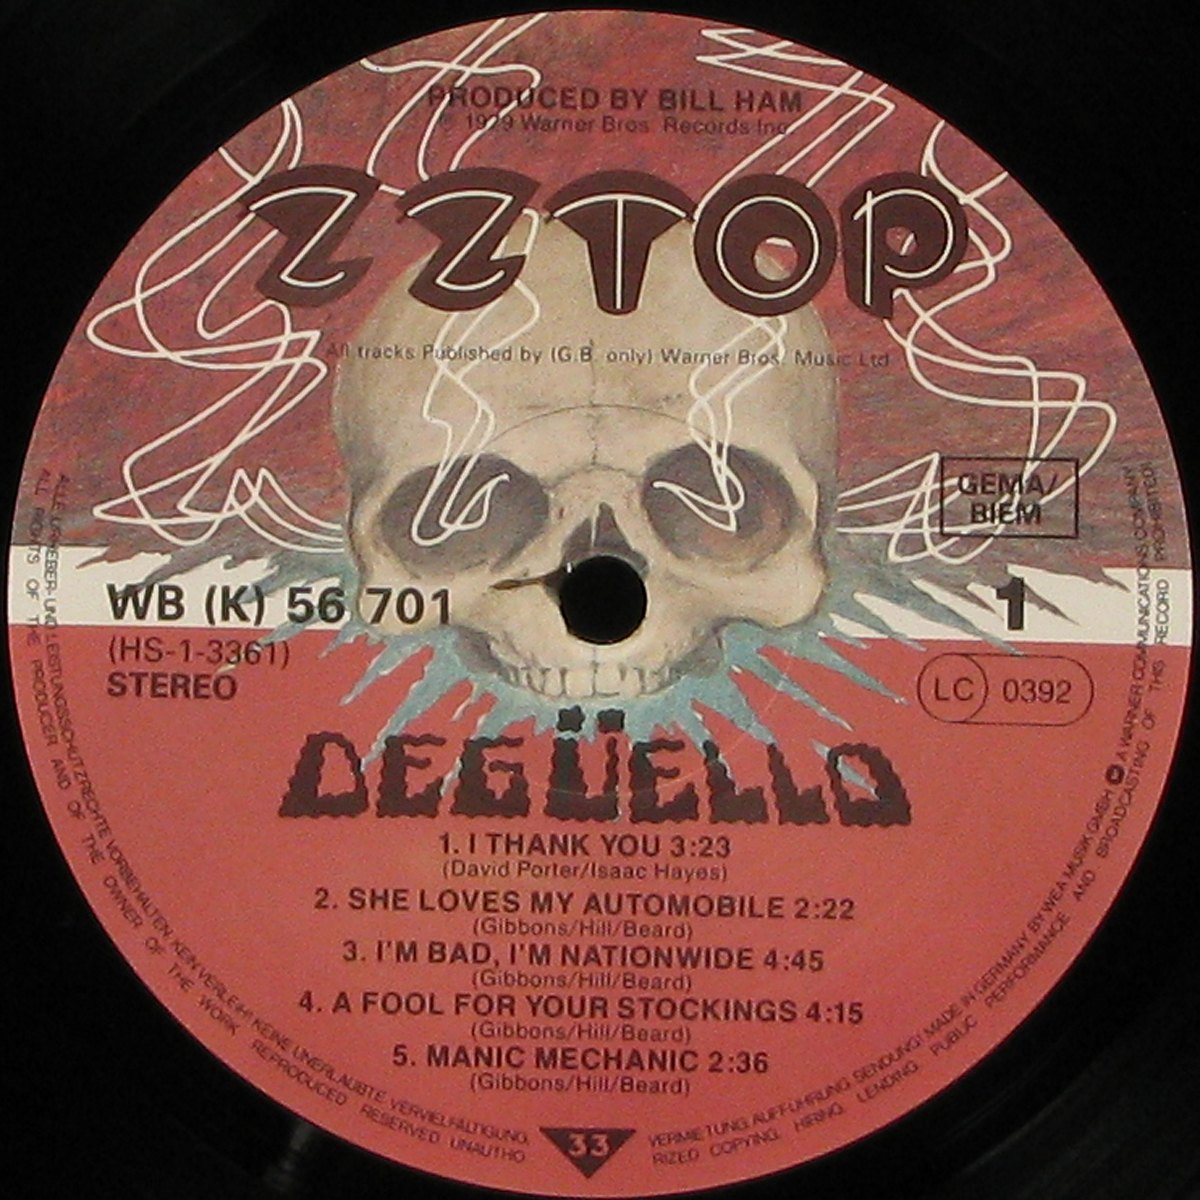 PRODUCED BY BILL HAM
℗ 1979 Warner Bros. Records Inc.
ZZ TOP
All tracks Published by (G.B. only) Warner Bros. Music Ltd
GEMA/
BIEM
WB (K) 56 701
1
(HS-1-3361)
STEREO
LC 0392
DEGÜELLO
1. I THANK YOU 3:23
(David Porter/Isaac Hayes)
2. SHE LOVES MY AUTOMOBILE 2:22
(Gibbons/Hill/Beard)
3. I'M BAD, I'M NATIONWIDE 4:45
(Gibbons/Hill/Beard)
4. A FOOL FOR YOUR STOCKINGS 4:15
(Gibbons/Hill/Beard)
5. MANIC MECHANIC 2:36
(Gibbons/Hill/Beard)
33
ALLE URHEBER- UND LEISTUNGSSCHUTZRECHTE VORBEHALTEN. KEIN VERLEIH! KEINE UNERLAUBTE VERVIELFÄLTIGUNG, VERMIETUNG, AUFFÜHRUNG, SENDUNG! MADE IN GERMANY BY WEA MUSIK GMBH A WARNER COMMUNICATIONS COMPANY
ALL RIGHTS OF THE PRODUCER AND OF THE OWNER OF THE WORK REPRODUCED RESERVED UNAUTHORIZED COPYING. HIRING. LENDING. PUBLIC PERFORMANCE AND BROADCASTING OF THIS RECORD PROHIBITED!